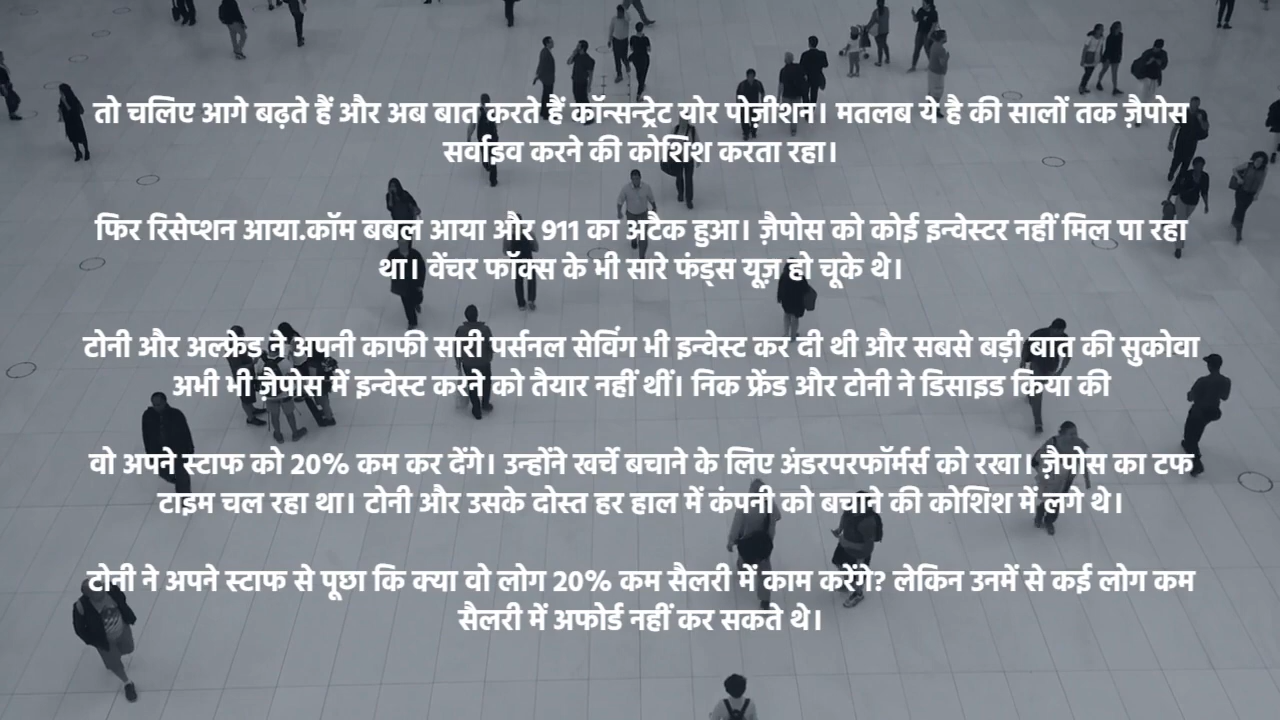 तो चलिए आगे बढ़ते हैं और अब बात करते हैं कॉन्सन्ट्रेट योर पोज़ीशन। मतलब ये है की सालों तक ज़ैपोस
सर्वाइव करने की कोशिश करता रहा।
फिर रिसेप्शन आया.कॉम बबल आया और 911 का अटैक हुआ। ज़ैपोस को कोई इन्वेस्टर नहीं मिल पा रहा
था। वेंचर फॉक्स के भी सारे फंड्स यूज़ हो चूके थे।
टोनी और अल्फ्रेड ने अपनी काफी सारी पर्सनल सेविंग भी इन्वेस्ट कर दी थी और सबसे बड़ी बात की सुकोवा
अभी भी ज़ैपोस में इन्वेस्ट करने को तैयार नहीं थीं। निक फ्रेंड और टोनी ने डिसाइड किया की
वो अपने स्टाफ को 20% कम कर देंगे। उन्होंने खर्चे बचाने के लिए अंडरपरफॉर्मर्स को रखा। ज़ैपोस का टफ
टाइम चल रहा था। टोनी और उसके दोस्त हर हाल में कंपनी को बचाने की कोशिश में लगे थे।
टोनी ने अपने स्टाफ से पूछा कि क्या वो लोग 20% कम सैलरी में काम करेंगे? लेकिन उनमें से कई लोग कम
सैलरी में अफोर्ड नहीं कर सकते थे।